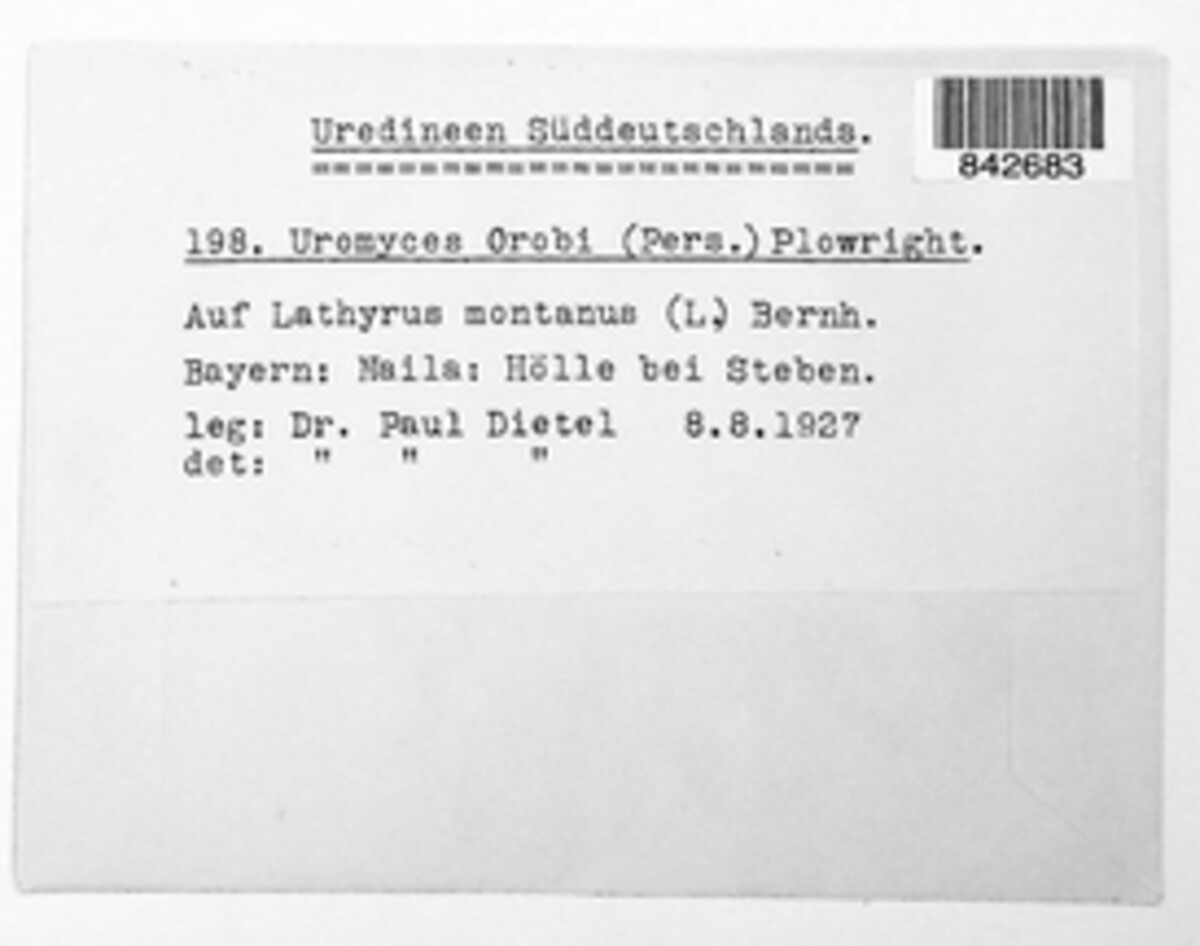 Uredineen Süddeutschlands.
842683
198. Uromyces Orobi (Pers.) Plowright.
Auf Lathyrus montanus (L.) Bernh.
Bayern: Naila: Hölle bei Steben.
leg: Dr. Paul Dietel 8.8.1927
det: " " "